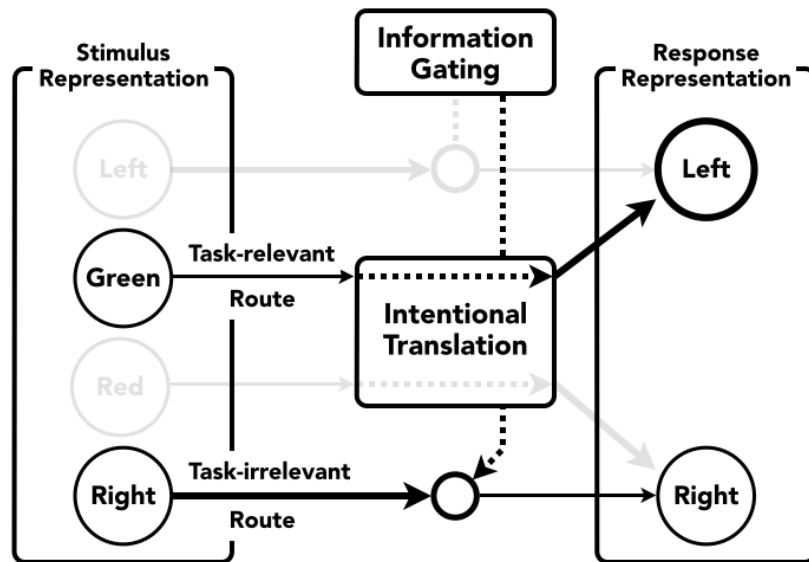 Stimulus
Representation
Information
Gating
Response
Representation
Left
Left
Green
Task-relevant
Route
Intentional
Translation
Red
Right
Task-irrelevant
Route
Right